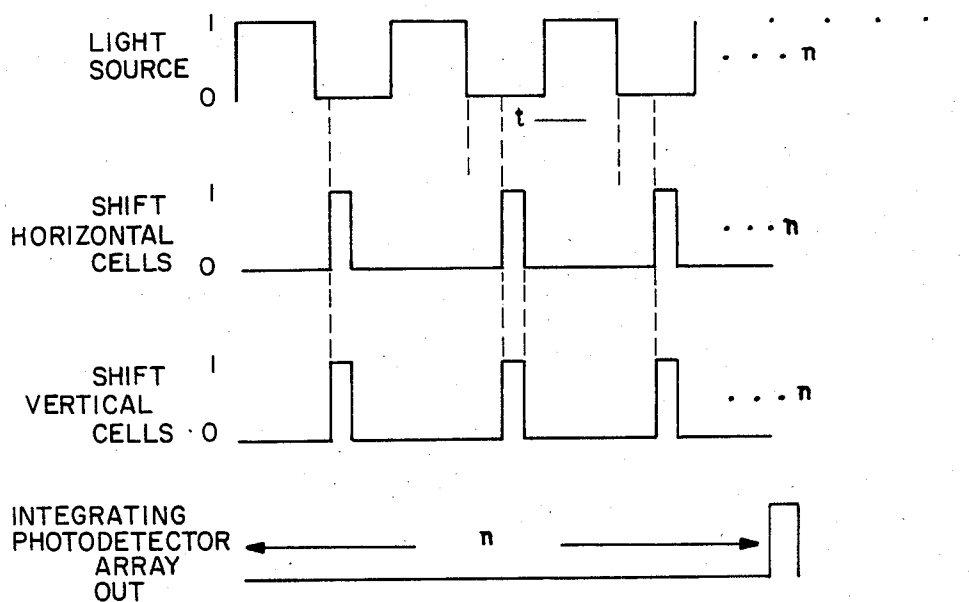 1
LIGHT
SOURCE
0
. . . n
t
SHIFT
HORIZONTAL
CELLS
1
0
. . . n
SHIFT
VERTICAL
CELLS
1
0
. . . n
INTEGRATING
PHOTODETECTOR
ARRAY
OUT
n